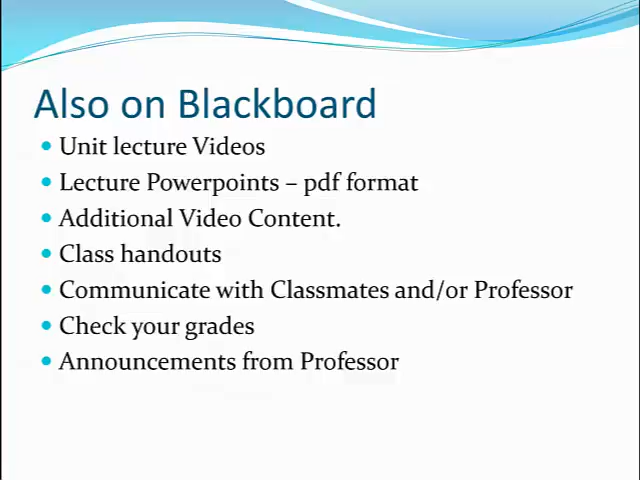 Also on Blackboard
• Unit lecture Videos
• Lecture Powerpoints – pdf format
• Additional Video Content.
• Class handouts
• Communicate with Classmates and/or Professor
• Check your grades
• Announcements from Professor